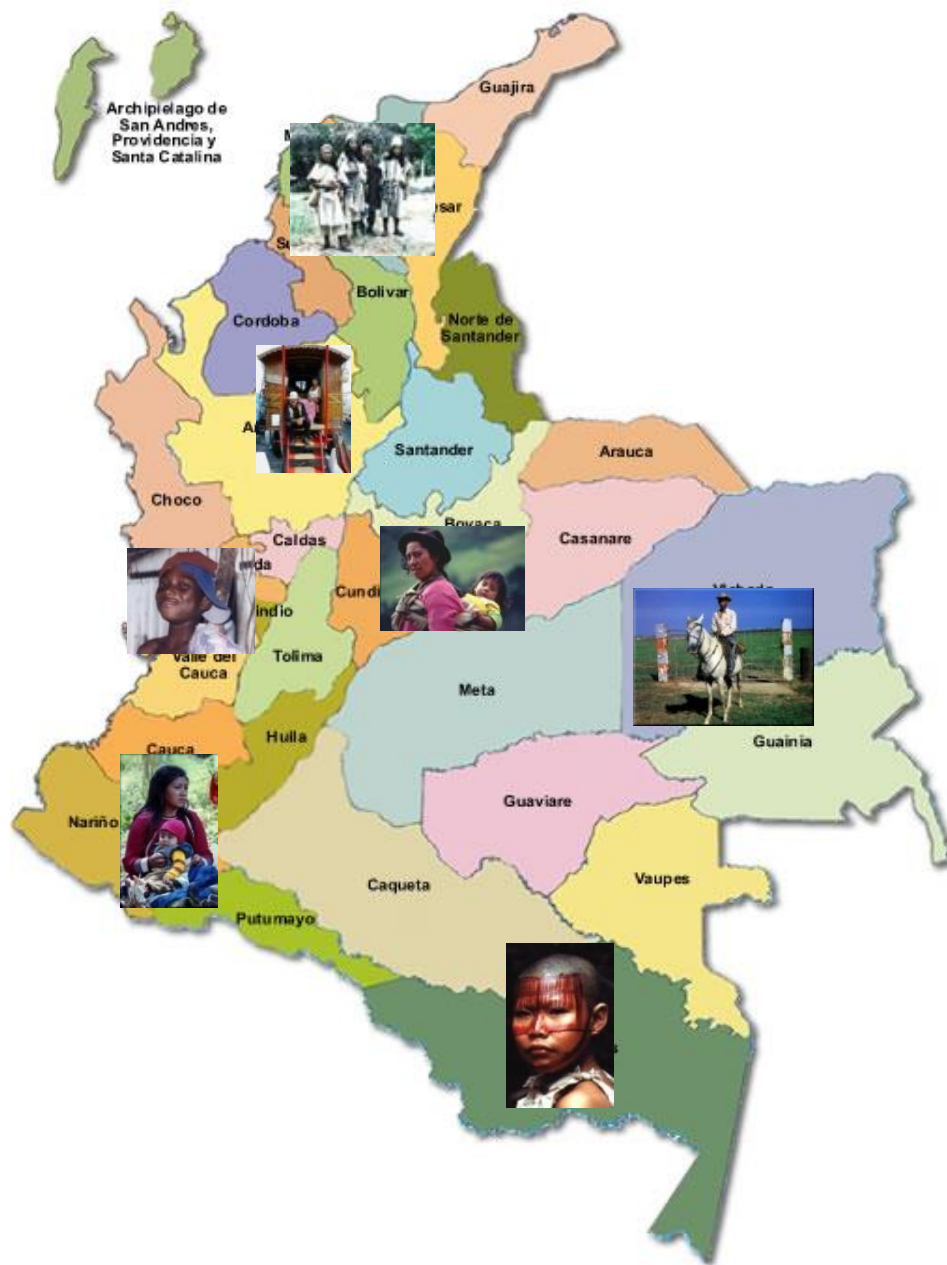 Guajira
Archipielago de
San Andres,
Providencia y
Santa Catalina
Bolivar
Cordoba
Norte de
Santander
Santander
Arauca
Choco
Caldas
Casanare
Valle del
Cauca
Tolima
Meta
Huila
Cauca
Guainia
Guaviare
Nariño
Caqueta
Vaupes
Putumayo